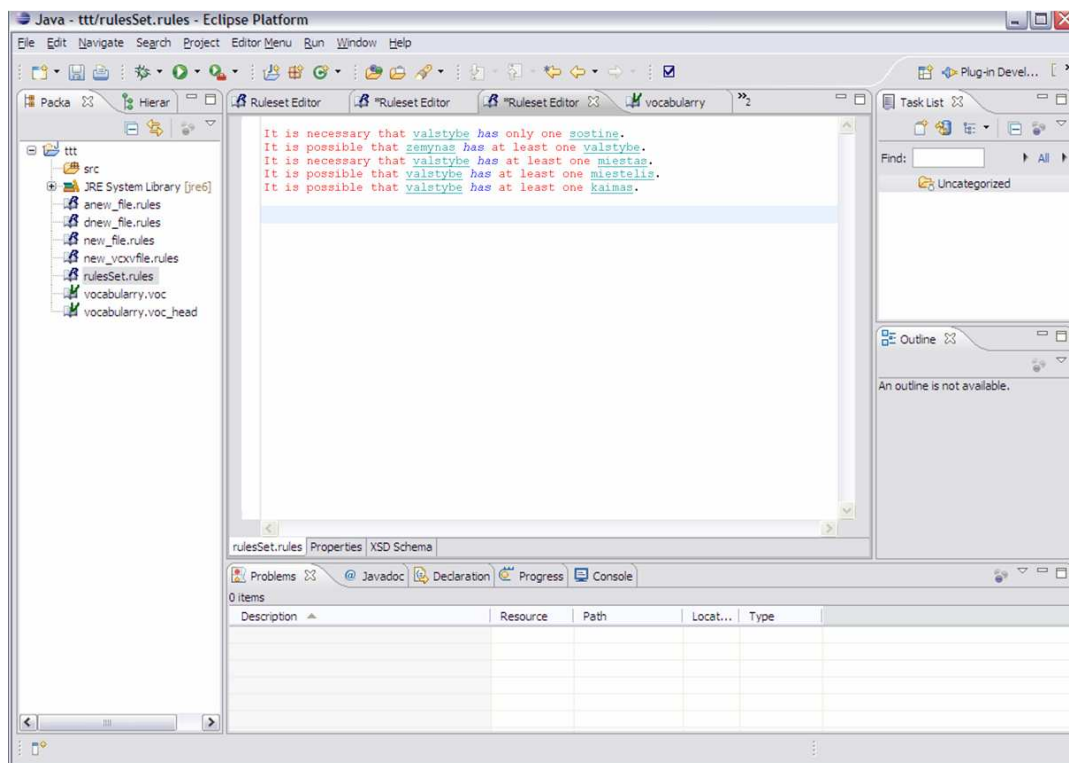 Java - ttt/rulesSet.rules - Eclipse Platform
File Edit Navigate Search Project Editor Menu Run Window Help
Plug-in Devel...
Packa
Hierar
ttt
src
JRE System Library [jre6]
anew_file.rules
dnew_file.rules
new_file.rules
new_vcxvfile.rules
rulesSet.rules
vocabularry.voc
vocabularry.voc_head
Ruleset Editor *Ruleset Editor *Ruleset Editor vocabularry »2
It is necessary that valstybe has only one sostine.
It is possible that zemynas has at least one valstybe.
It is necessary that valstybe has at least one miestas.
It is possible that valstybe has at least one miestelis.
It is possible that valstybe has at least one kaimas.
rulesSet.rules Properties XSD Schema
Task List
Find: All
Uncategorized
Outline
An outline is not available.
Problems @ Javadoc Declaration Progress Console
0 items
Description Resource Path Locat... Type